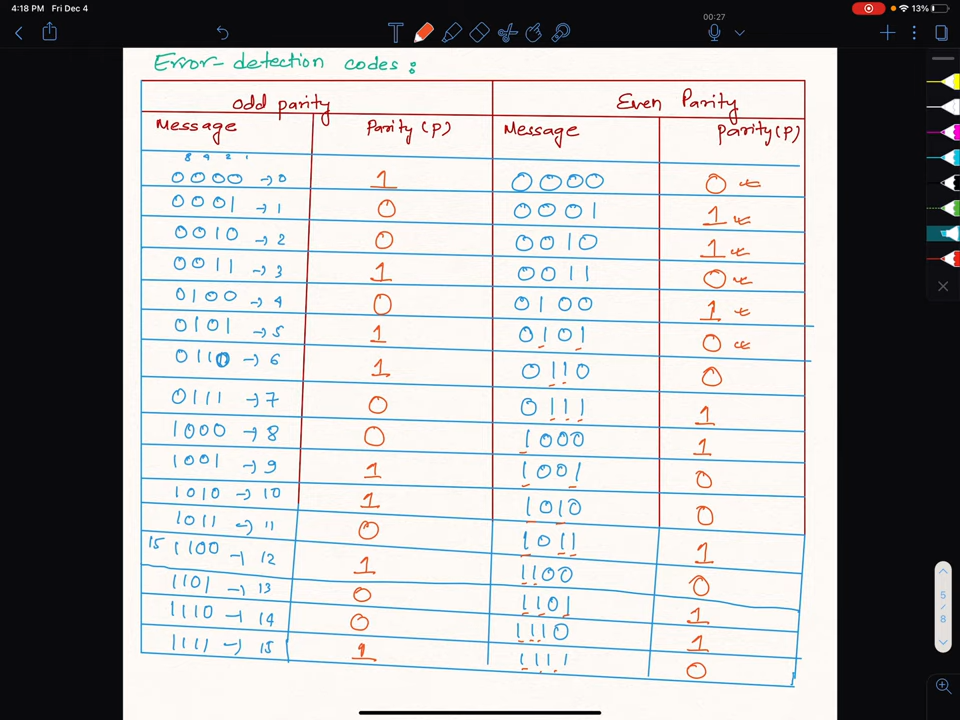 4:18 PM Fri Dec 4
00:27
13%
Error-detection codes:
odd parity Even Parity
Message Parity (P) Message Parity (P)
8 4 2 1
0000 → 0 1 0000 0
0001 → 1 0 0001 1
0010 → 2 0 0010 1
0011 → 3 1 0011 0
0100 → 4 0 0100 1
0101 → 5 1 0101 0
0110 → 6 1 0110 0
0111 → 7 0 0111 1
1000 → 8 0 1000 1
1001 → 9 1 1001 0
1010 → 10 1 1010 0
1011 → 11 0 1011 1
15 1100 → 12 1 1100 0
1101 → 13 0 1101 1
1110 → 14 0 1110 1
1111 → 15 1 1111 0
5
/
8